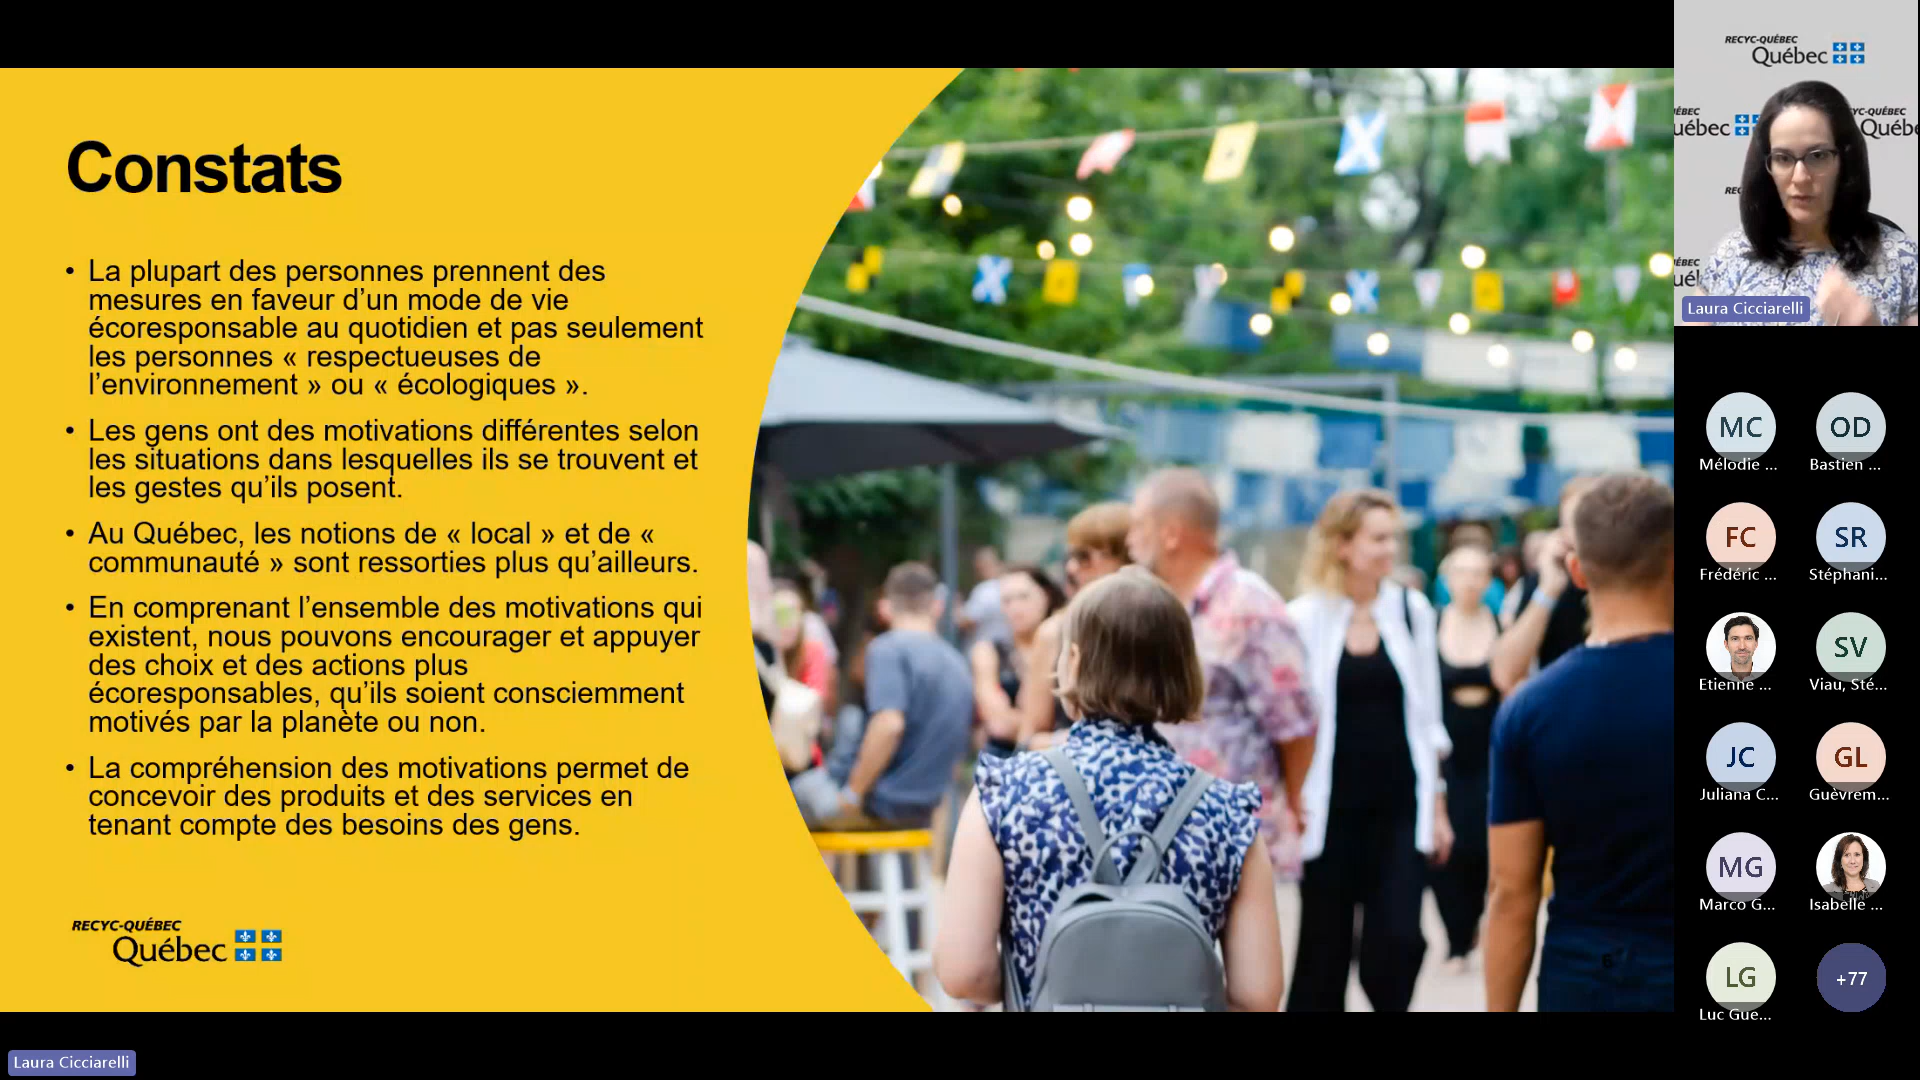 Constats
• La plupart des personnes prennent des
mesures en faveur d’un mode de vie
écoresponsable au quotidien et pas seulement
les personnes « respectueuses de
l’environnement » ou « écologiques ».
• Les gens ont des motivations différentes selon
les situations dans lesquelles ils se trouvent et
les gestes qu’ils posent.
• Au Québec, les notions de « local » et de «
communauté » sont ressorties plus qu’ailleurs.
• En comprenant l’ensemble des motivations qui
existent, nous pouvons encourager et appuyer
des choix et des actions plus
écoresponsables, qu’ils soient consciemment
motivés par la planète ou non.
• La compréhension des motivations permet de
concevoir des produits et des services en
tenant compte des besoins des gens.
RECYC-QUÉBEC
Québec
6
Laura Cicciarelli
RECYC-QUÉBEC
Québec
Laura Cicciarelli
MC
Mélodie ...
OD
Bastien ...
FC
Frédéric ...
SR
Stéphani...
Etienne ...
SV
Viau, Sté...
JC
Juliana C...
GL
Guèvrem...
MG
Marco G...
Isabelle ...
LG
Luc Gue...
+77